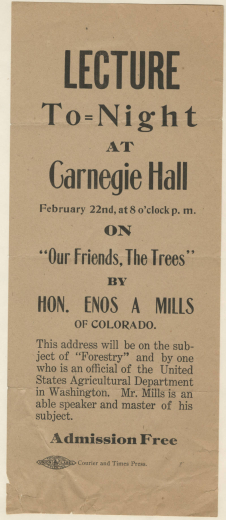 LECTURE
To=Night
AT
Carnegie Hall
February 22nd, at 8 o'clock p. m.
ON
"Our Friends, The Trees"
BY
HON. ENOS A MILLS
OF COLORADO.
This address will be on the sub-
ject of "Forestry" and by one
who is an official of the United
States Agricultural Department
in Washington. Mr. Mills is an
able speaker and master of his
subject.
Admission Free
Courier and Times Press.